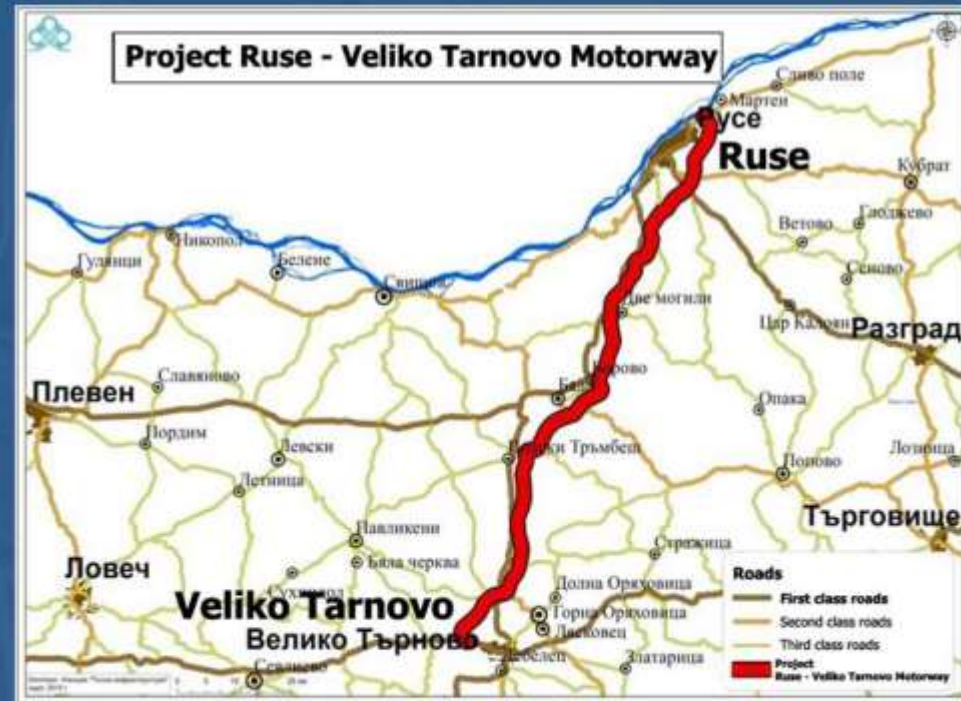 Project Ruse - Veliko Tarnovo Motorway
Сливо поле
Мартен
Русе
Ruse
Кубрат
Глоджево
Ветово
Никопол
Гулянци
Белене
Сеново
Свищов
Две могили
Цар Калоян
Разград
Борово
Славяново
Плевен
Опака
Пордим
Левски
Тръмбеш
Лозница
Попово
Летница
Търговище
Павликени
Стражица
Бяла черква
Ловеч
Долна Оряховица
Veliko Tarnovo
Горна Оряховица
Лясковец
Велико Търново
Дебелец
Златарица
Севлиево
Roads
First class roads
Second class roads
Third class roads
Project
Ruse - Veliko Tarnovo Motorway